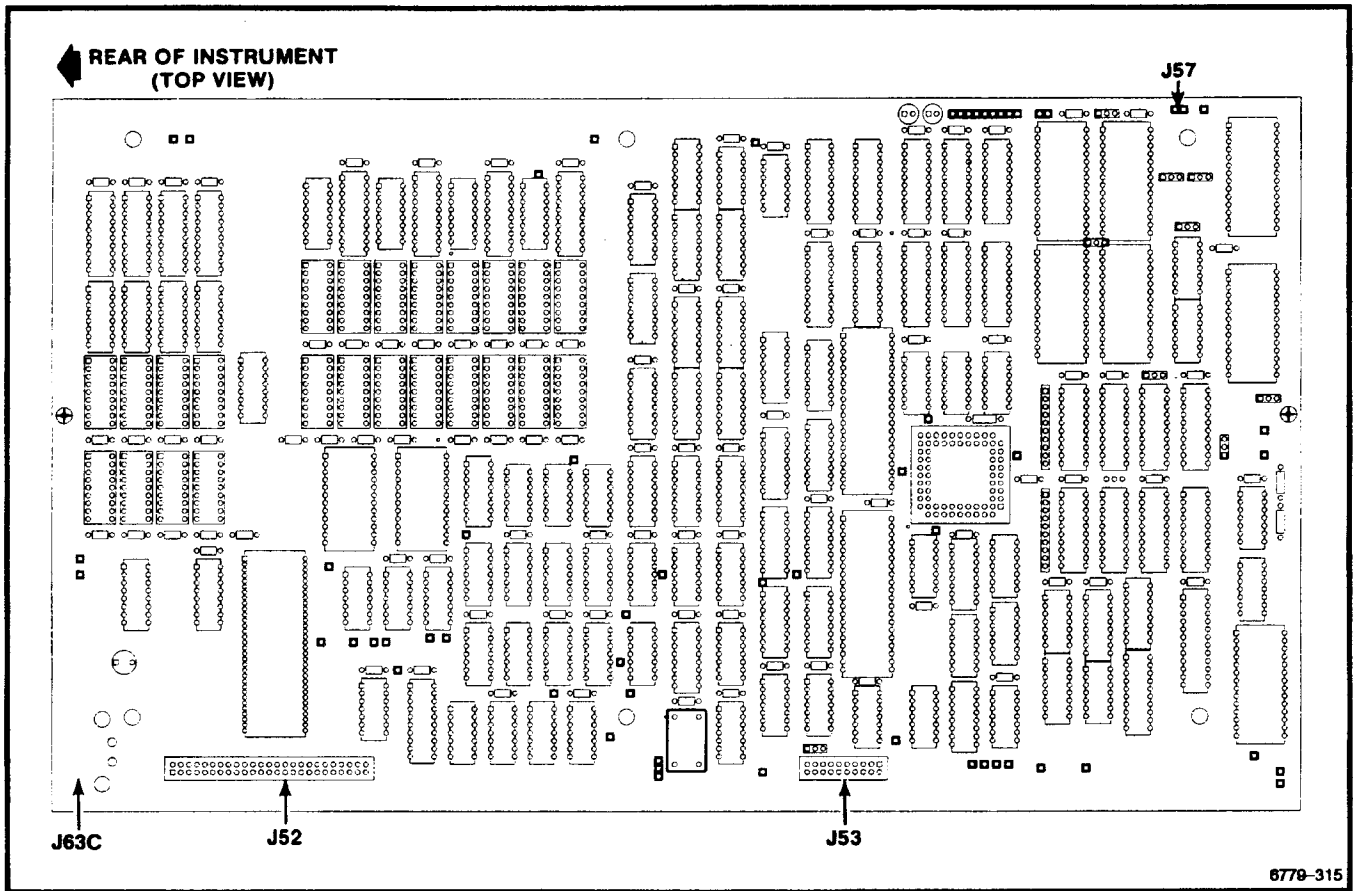 REAR OF INSTRUMENT
(TOP VIEW)
J57
J63C
J52
J53
6779-315